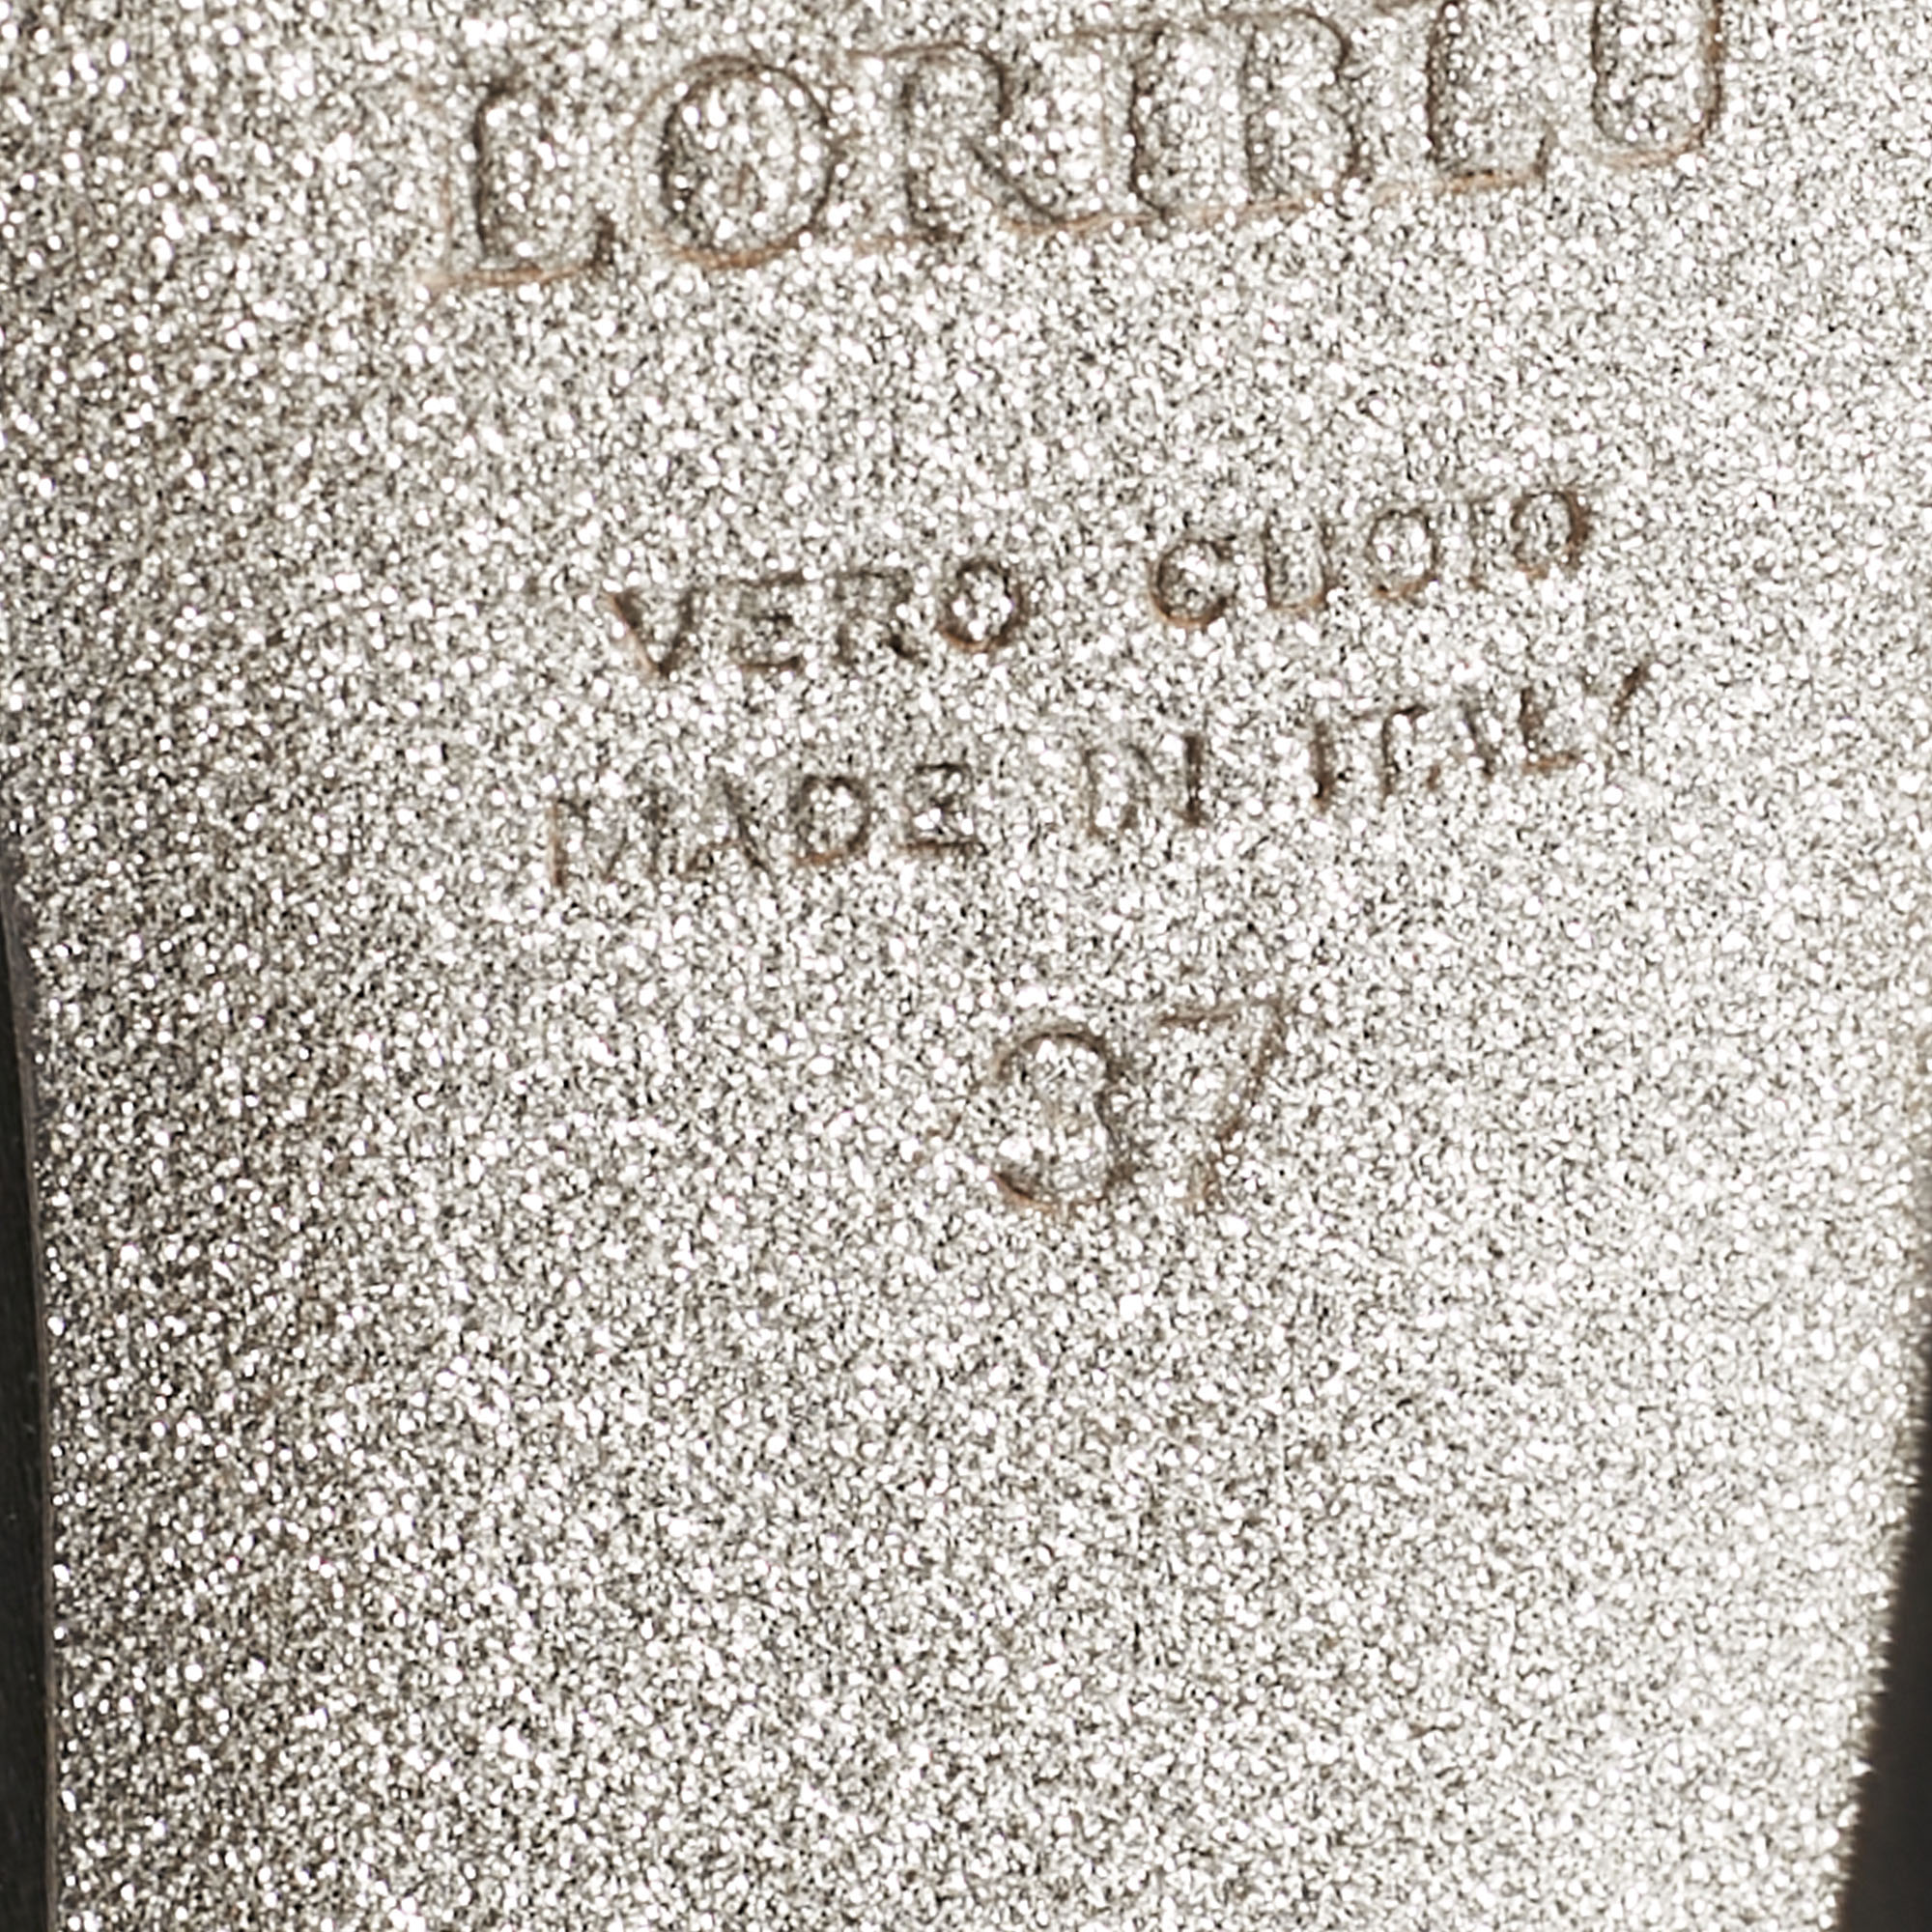 LORIBLU
VERO CUOIO
MADE IN ITALY
37